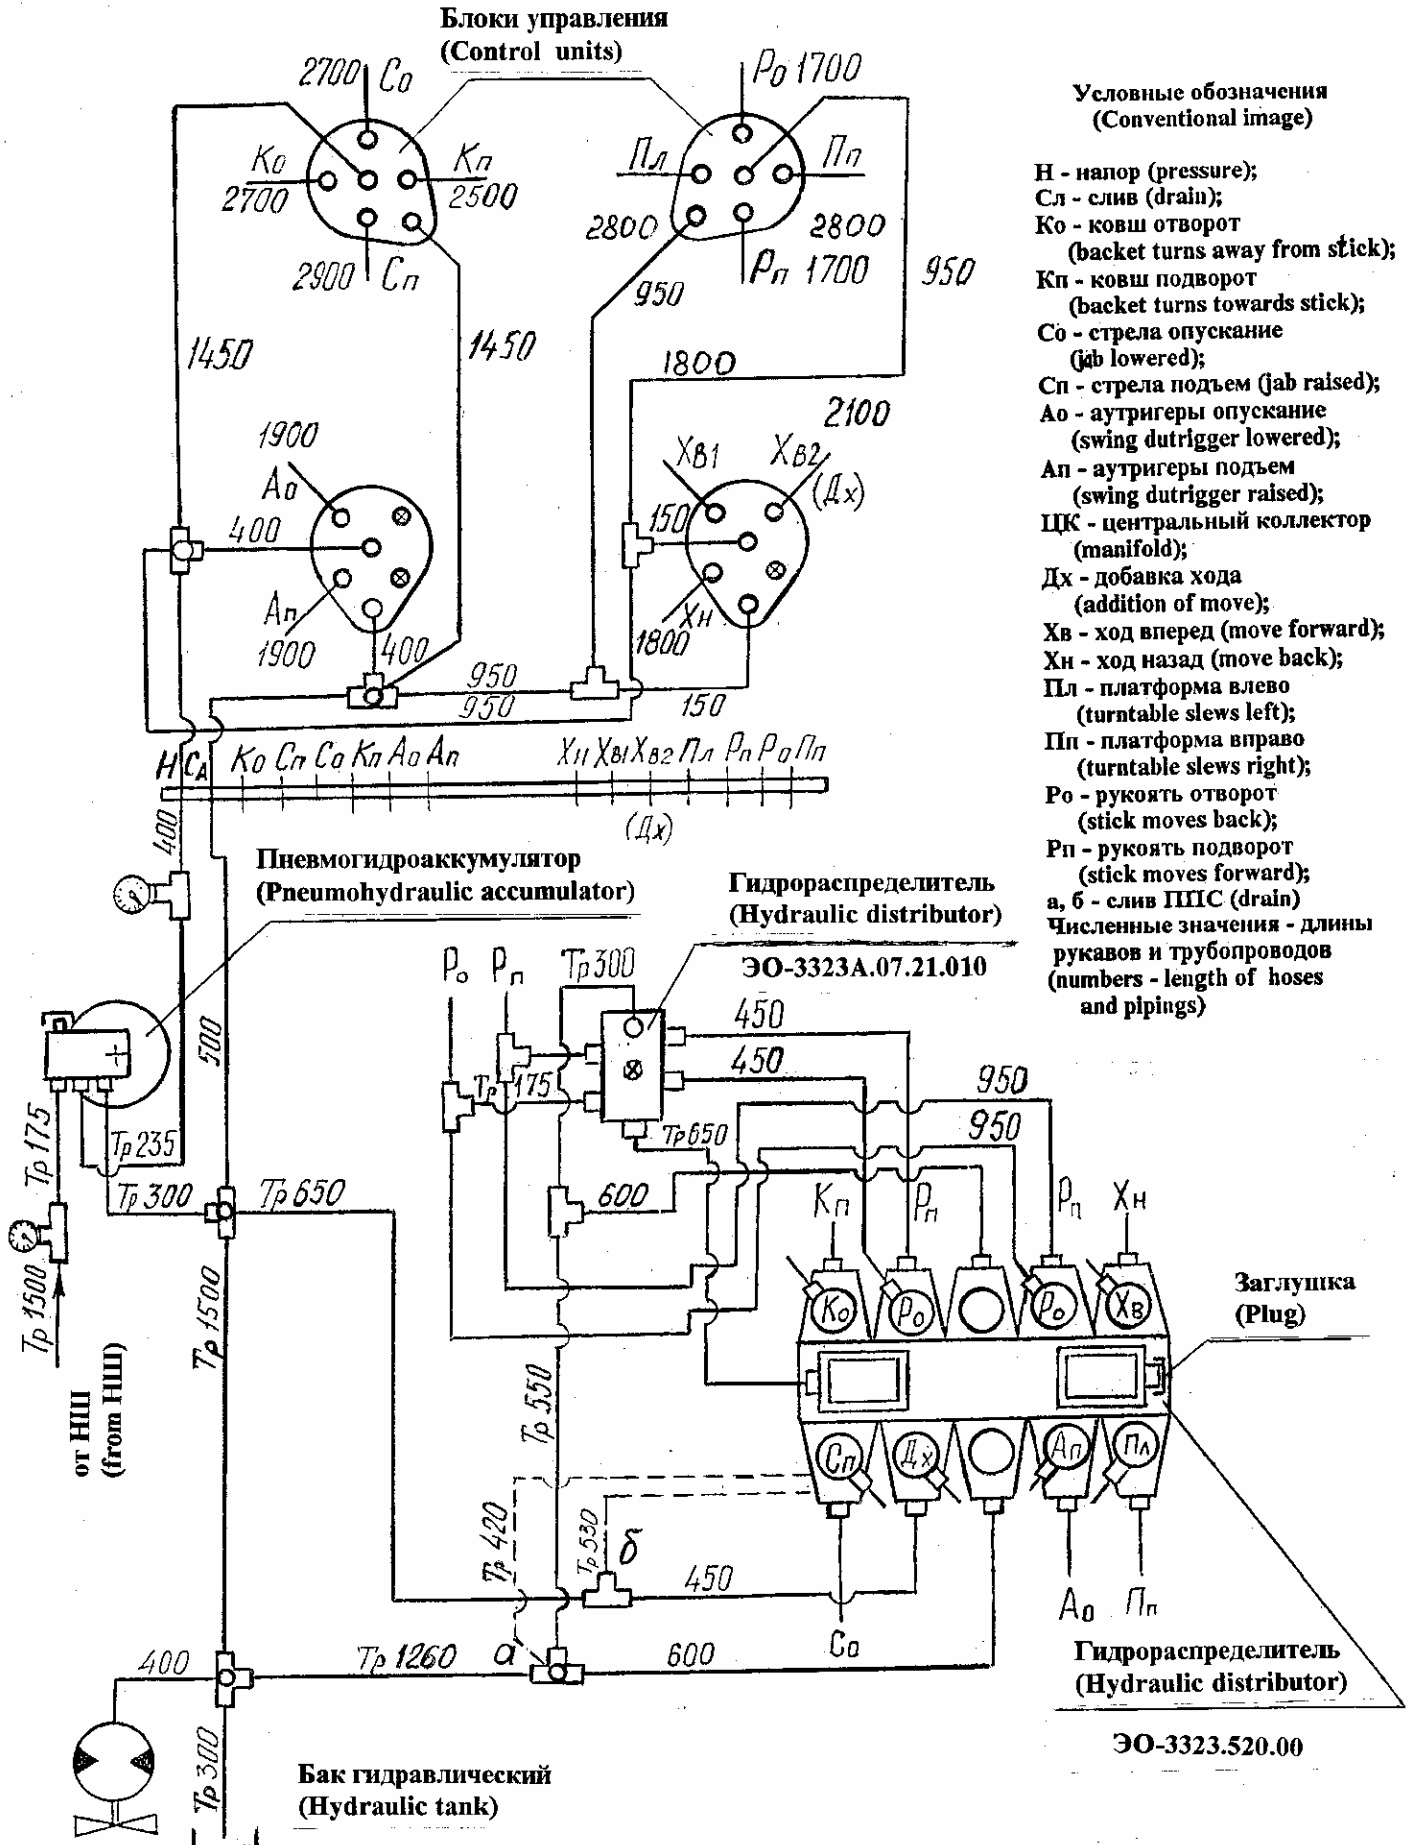 Блоки управления
(Control units)
2700 Со
Ро 1700
Ко
2700
Кп
2500
2900 Сп
Пл
2800
Пп
2800
Рп 1700
950
950
1450
1450
1800
2100
1900
Ао
400
Ап
1900
400
Хв1
Хв2
(Дх)
150
Хн
1800
950
950
150
Н Сл Ко Сп Со Кп Ао Ап Хн Хв1 Хв2 Пл Рп Ро Пп
(Дх)
400
Условные обозначения
(Conventional image)
Н - напор (pressure);
Сл - слив (drain);
Ко - ковш отворот
(backet turns away from stick);
Кп - ковш подворот
(backet turns towards stick);
Со - стрела опускание
(jab lowered);
Сп - стрела подъем (jab raised);
Ао - аутригеры опускание
(swing dutrigger lowered);
Ап - аутригеры подъем
(swing dutrigger raised);
ЦК - центральный коллектор
(manifold);
Дх - добавка хода
(addition of move);
Хв - ход вперед (move forward);
Хн - ход назад (move back);
Пл - платформа влево
(turntable slews left);
Пп - платформа вправо
(turntable slews right);
Ро - рукоять отворот
(stick moves back);
Рп - рукоять подворот
(stick moves forward);
а, б - слив ППС (drain)
Численные значения - длины
рукавов и трубопроводов
(numbers - length of hoses
and pipings)
Пневмогидроаккумулятор
(Pneumohydraulic accumulator)
Гидрораспределитель
(Hydraulic distributor)
ЭО-3323А.07.21.010
Ро Рп Тр 300
450
450
Тр 175
Тр 650
950
950
600
500
Тр 175
Тр 235
Тр 300
Тр 650
Тр 1500
Тр 1500
от НШ
(from НШ)
Кп Рп Рп Хн
Ко Ро Ро Хв
Заглушка
(Plug)
Сп Дх Ап Пл
Тр 550
Тр 420
Тр 530
б
450
Со
Ао Пп
400
Тр 1260
а
600
Тр 300
Гидрораспределитель
(Hydraulic distributor)
ЭО-3323.520.00
Бак гидравлический
(Hydraulic tank)